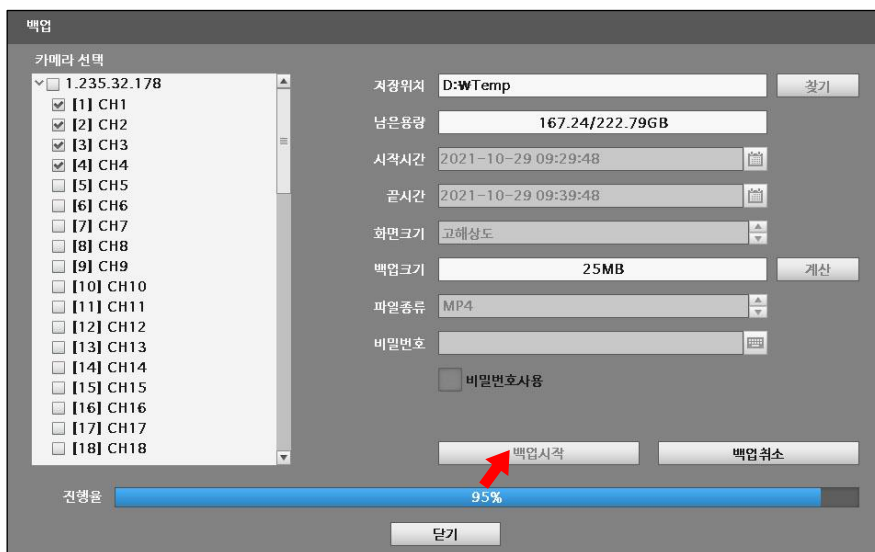 백업
카메라 선택
1.235.32.178
[1] CH1
[2] CH2
[3] CH3
[4] CH4
[5] CH5
[6] CH6
[7] CH7
[8] CH8
[9] CH9
[10] CH10
[11] CH11
[12] CH12
[13] CH13
[14] CH14
[15] CH15
[16] CH16
[17] CH17
[18] CH18
저장위치 D:₩Temp 찾기
남은용량 167.24/222.79GB
시작시간 2021-10-29 09:29:48
끝시간 2021-10-29 09:39:48
화면크기 고해상도
백업크기 25MB 계산
파일종류 MP4
비밀번호
비밀번호사용
백업시작 백업취소
진행율 95%
닫기